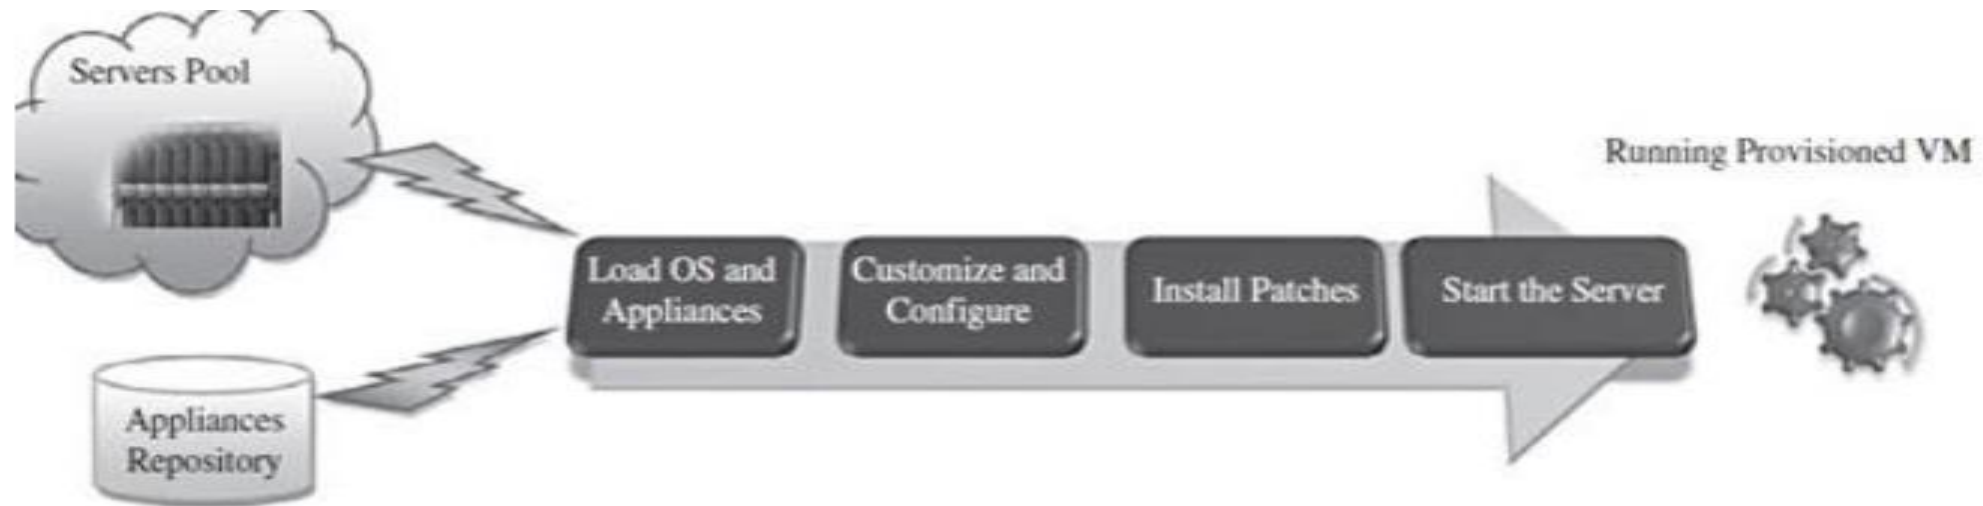 Servers Pool
Running Provisioned VM
Load OS and
Appliances
Customize and
Configure
Install Patches
Start the Server
Appliances
Repository